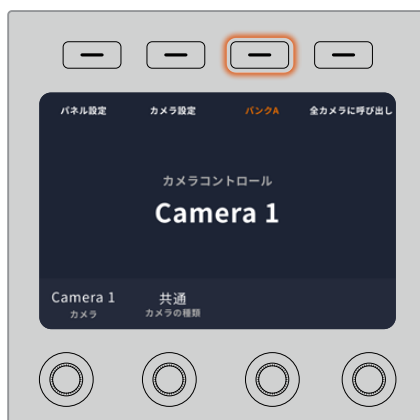 パネル設定 カメラ設定 バンクA 全カメラに呼び出し
カメラコントロール
Camera 1
Camera 1 共通
カメラ カメラの種類